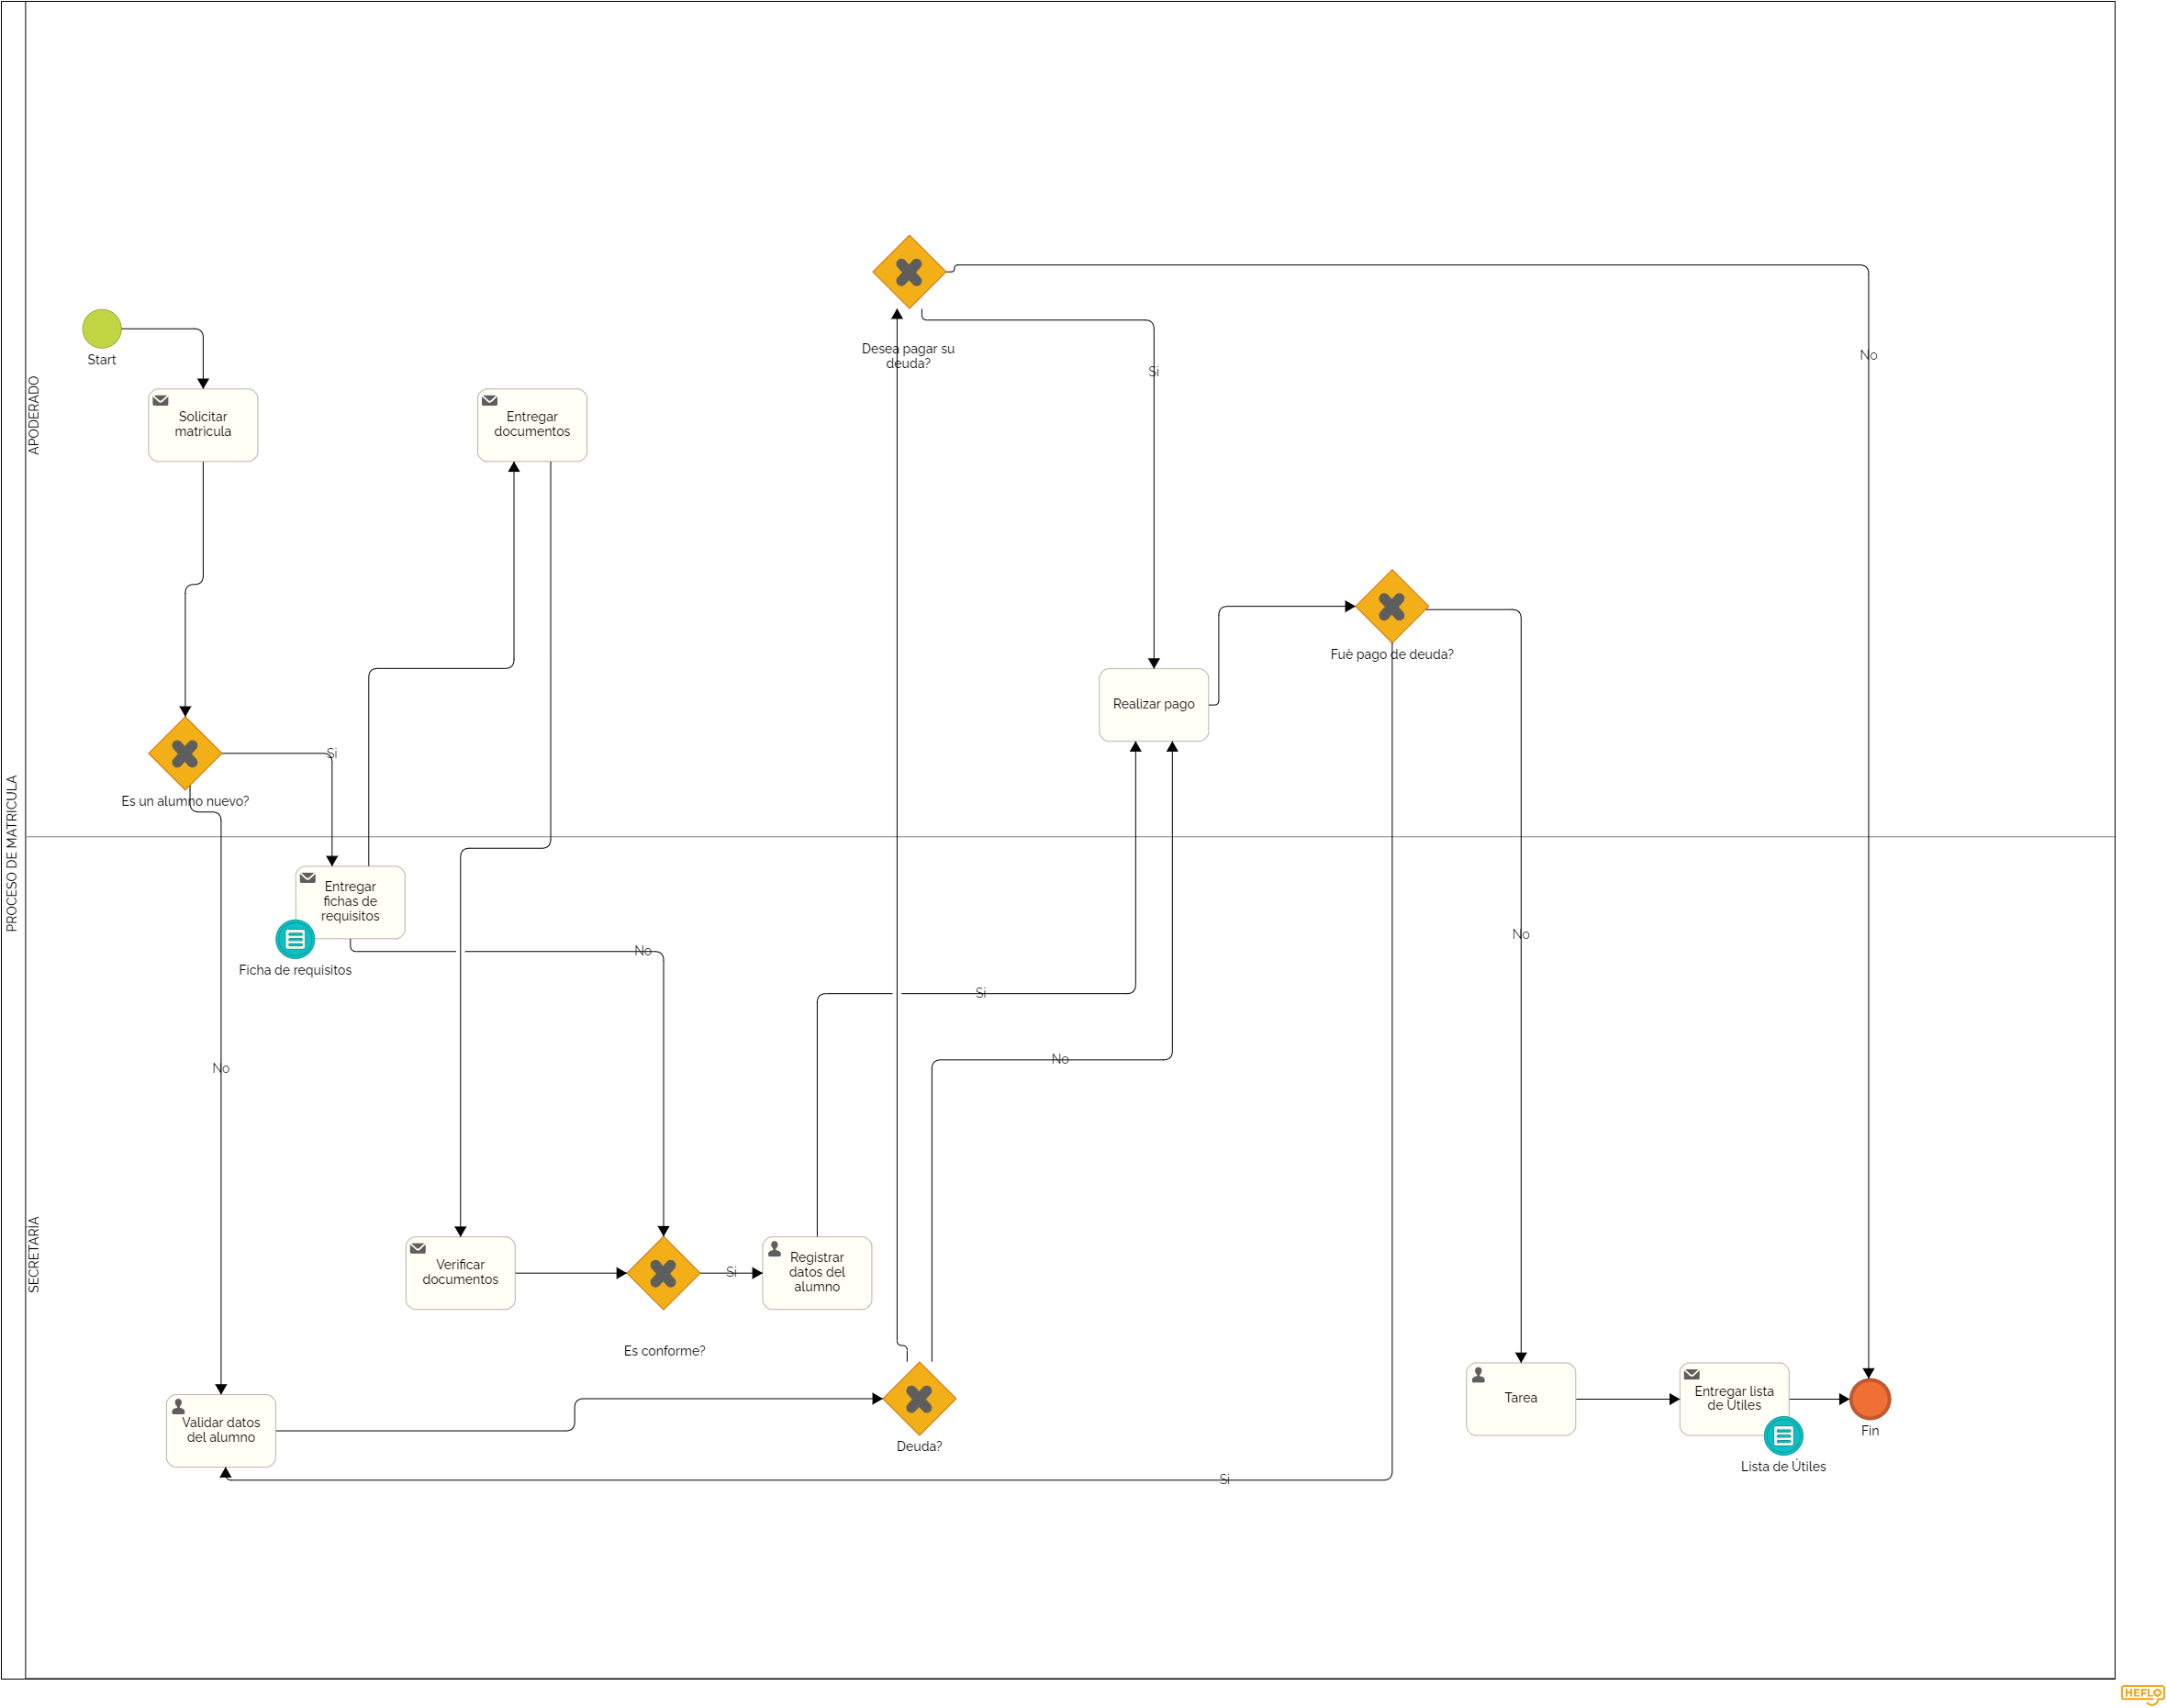 PROCESO DE MATRICULA
APODERADO
SECRETARÌA
Start
Solicitar
matricula
Entregar
documentos
Desea pagar su
deuda?
Si
No
Es un alumno nuevo?
Si
No
Realizar pago
Fuè pago de deuda?
No
Si
Entregar
fichas de
requisitos
Ficha de requisitos
No
Si
No
Verificar
documentos
Es conforme?
Si
Registrar
datos del
alumno
Validar datos
del alumno
Deuda?
Tarea
Entregar lista
de Útiles
Lista de Útiles
Fin
HEFLO